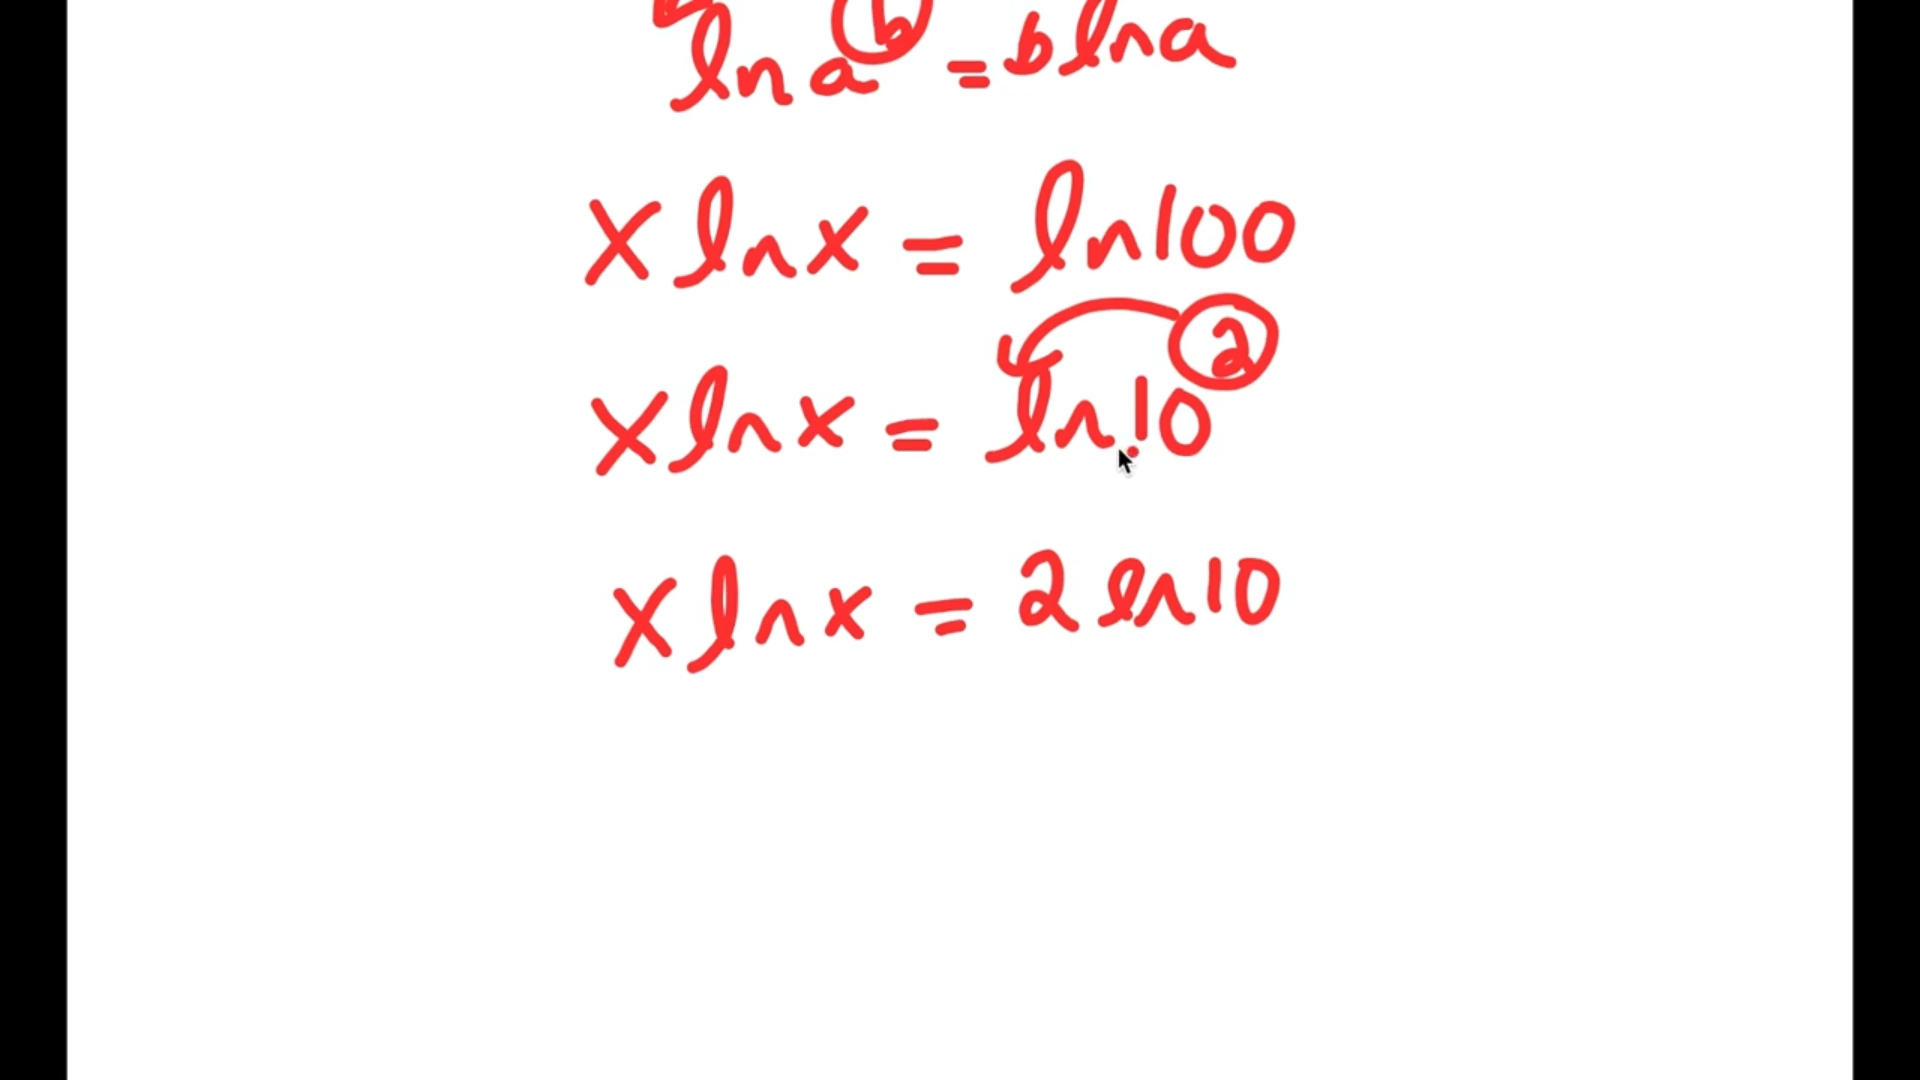 ln a^b = b ln a
x ln x = ln 100
x ln x = ln 10^2
x ln x = 2 ln 10